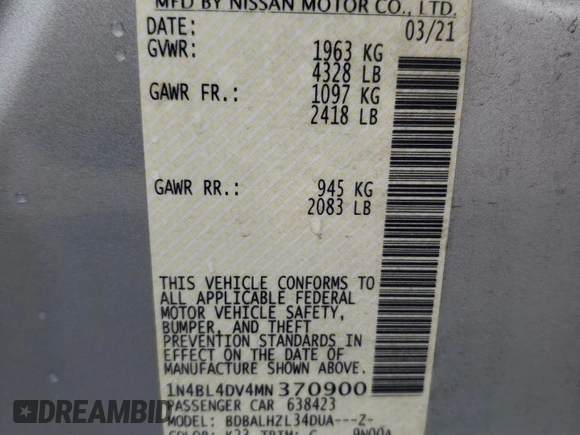 MFD BY NISSAN MOTOR CO., LTD.
DATE: 03/21
GVWR: 1963 KG
4328 LB
GAWR FR.: 1097 KG
2418 LB
GAWR RR.: 945 KG
2083 LB
THIS VEHICLE CONFORMS TO
ALL APPLICABLE FEDERAL
MOTOR VEHICLE SAFETY,
BUMPER, AND THEFT
PREVENTION STANDARDS
IN EFFECT ON THE DATE OF
MANUFACTURE SHOWN ABOVE.
1N4BL4DV4MN370900
PASSENGER CAR 638423
MODEL: BDBALHZL34DUA---Z-
COLOR: K23 TRIM: G
DREAMBID